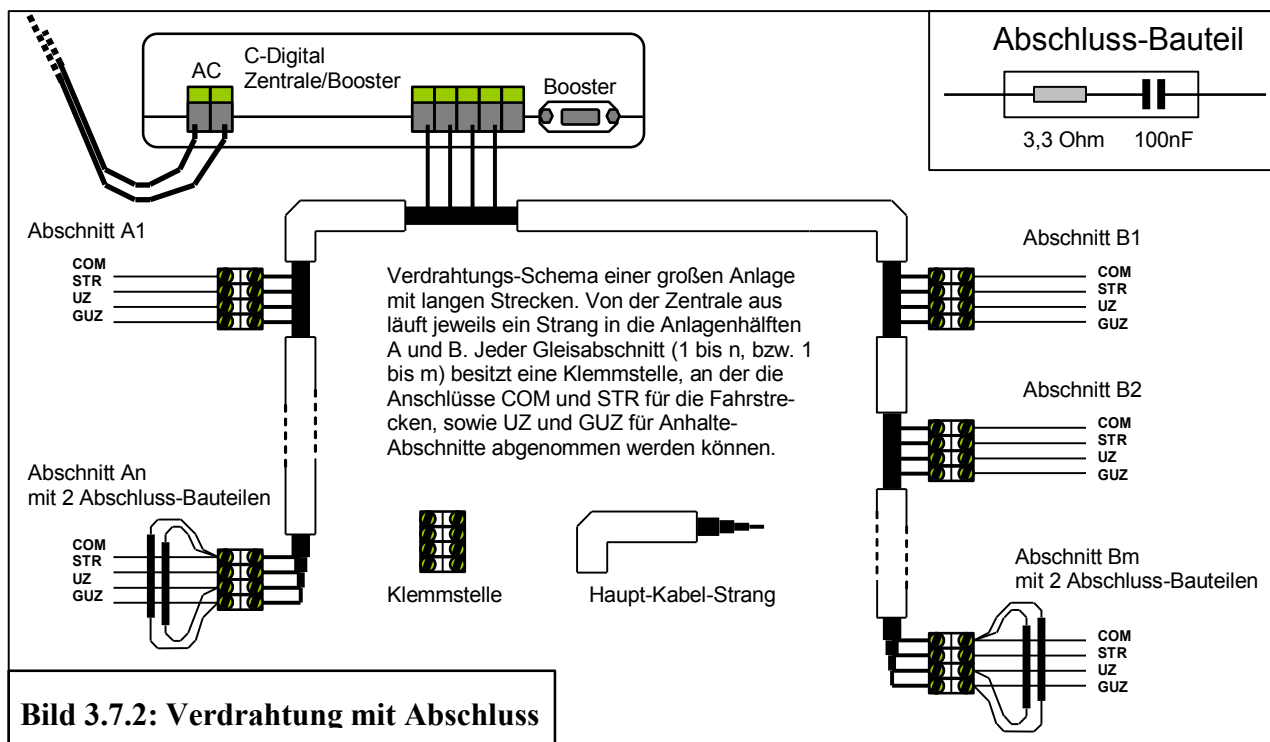 AC
C-Digital
Zentrale/Booster
Booster
Abschluss-Bauteil
3,3 Ohm 100nF
Abschnitt A1
COM
STR
UZ
GUZ
Verdrahtungs-Schema einer großen Anlage
mit langen Strecken. Von der Zentrale aus
läuft jeweils ein Strang in die Anlagenhälften
A und B. Jeder Gleisabschnitt (1 bis n, bzw. 1
bis m) besitzt eine Klemmstelle, an der die
Anschlüsse COM und STR für die Fahrstre-
cken, sowie UZ und GUZ für Anhalte-
Abschnitte abgenommen werden können.
Abschnitt B1
COM
STR
UZ
GUZ
Abschnitt B2
COM
STR
UZ
GUZ
Abschnitt An
mit 2 Abschluss-Bauteilen
COM
STR
UZ
GUZ
Klemmstelle
Haupt-Kabel-Strang
Abschnitt Bm
mit 2 Abschluss-Bauteilen
COM
STR
UZ
GUZ
Bild 3.7.2: Verdrahtung mit Abschluss